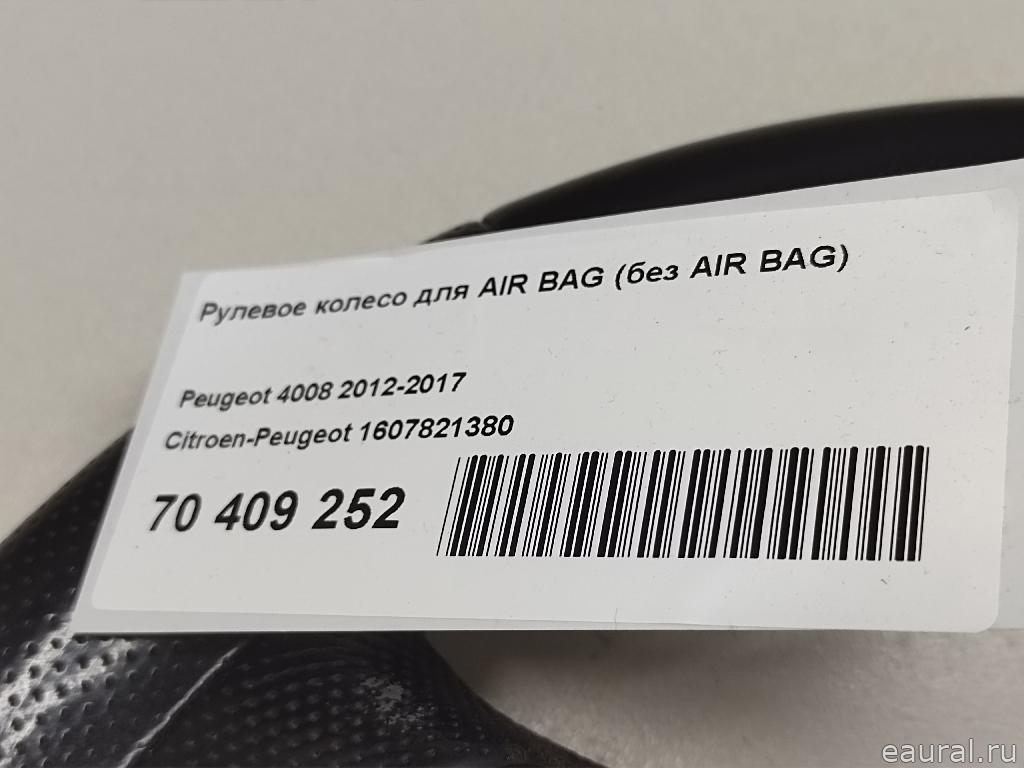 Рулевое колесо для AIR BAG (без AIR BAG)
Peugeot 4008 2012-2017
Citroen-Peugeot 1607821380
70 409 252
eaural.ru